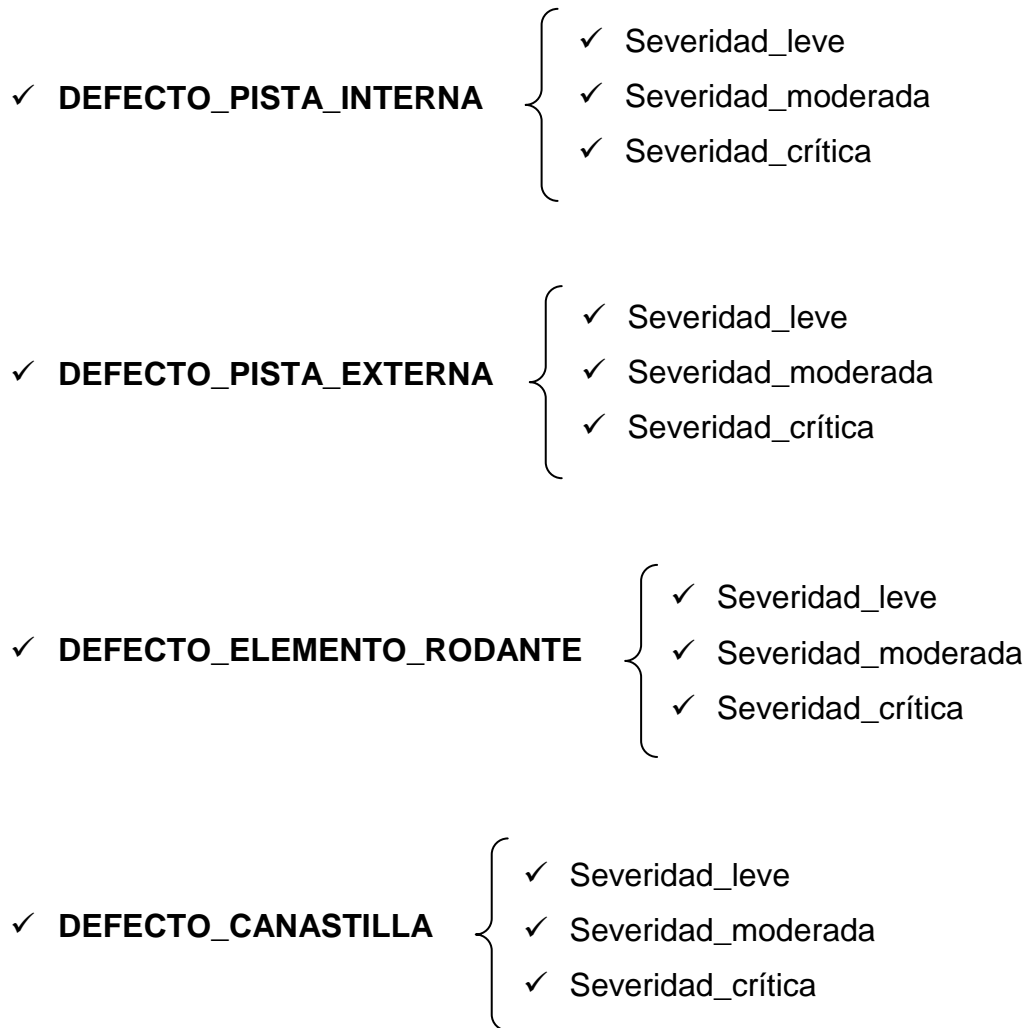 ✓ Severidad_leve
✓ DEFECTO_PISTA_INTERNA ✓ Severidad_moderada
✓ Severidad_crítica
✓ Severidad_leve
✓ DEFECTO_PISTA_EXTERNA ✓ Severidad_moderada
✓ Severidad_crítica
✓ Severidad_leve
✓ DEFECTO_ELEMENTO_RODANTE ✓ Severidad_moderada
✓ Severidad_crítica
✓ Severidad_leve
✓ DEFECTO_CANASTILLA ✓ Severidad_moderada
✓ Severidad_crítica